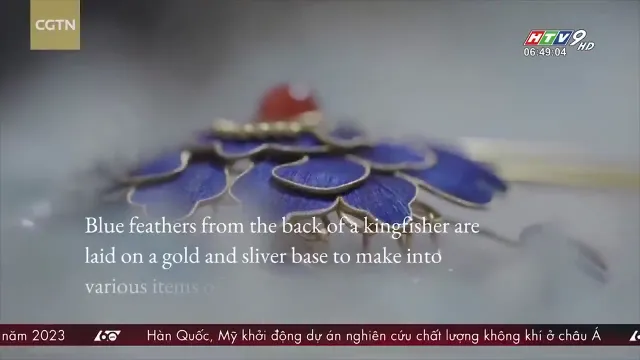 CGTN
HTV9 HD
06:49:04
Blue feathers from the back of a kingfisher are
laid on a gold and sliver base to make into
various items
năm 2023 60 Hàn Quốc, Mỹ khởi động dự án nghiên cứu chất lượng không khí ở châu Á